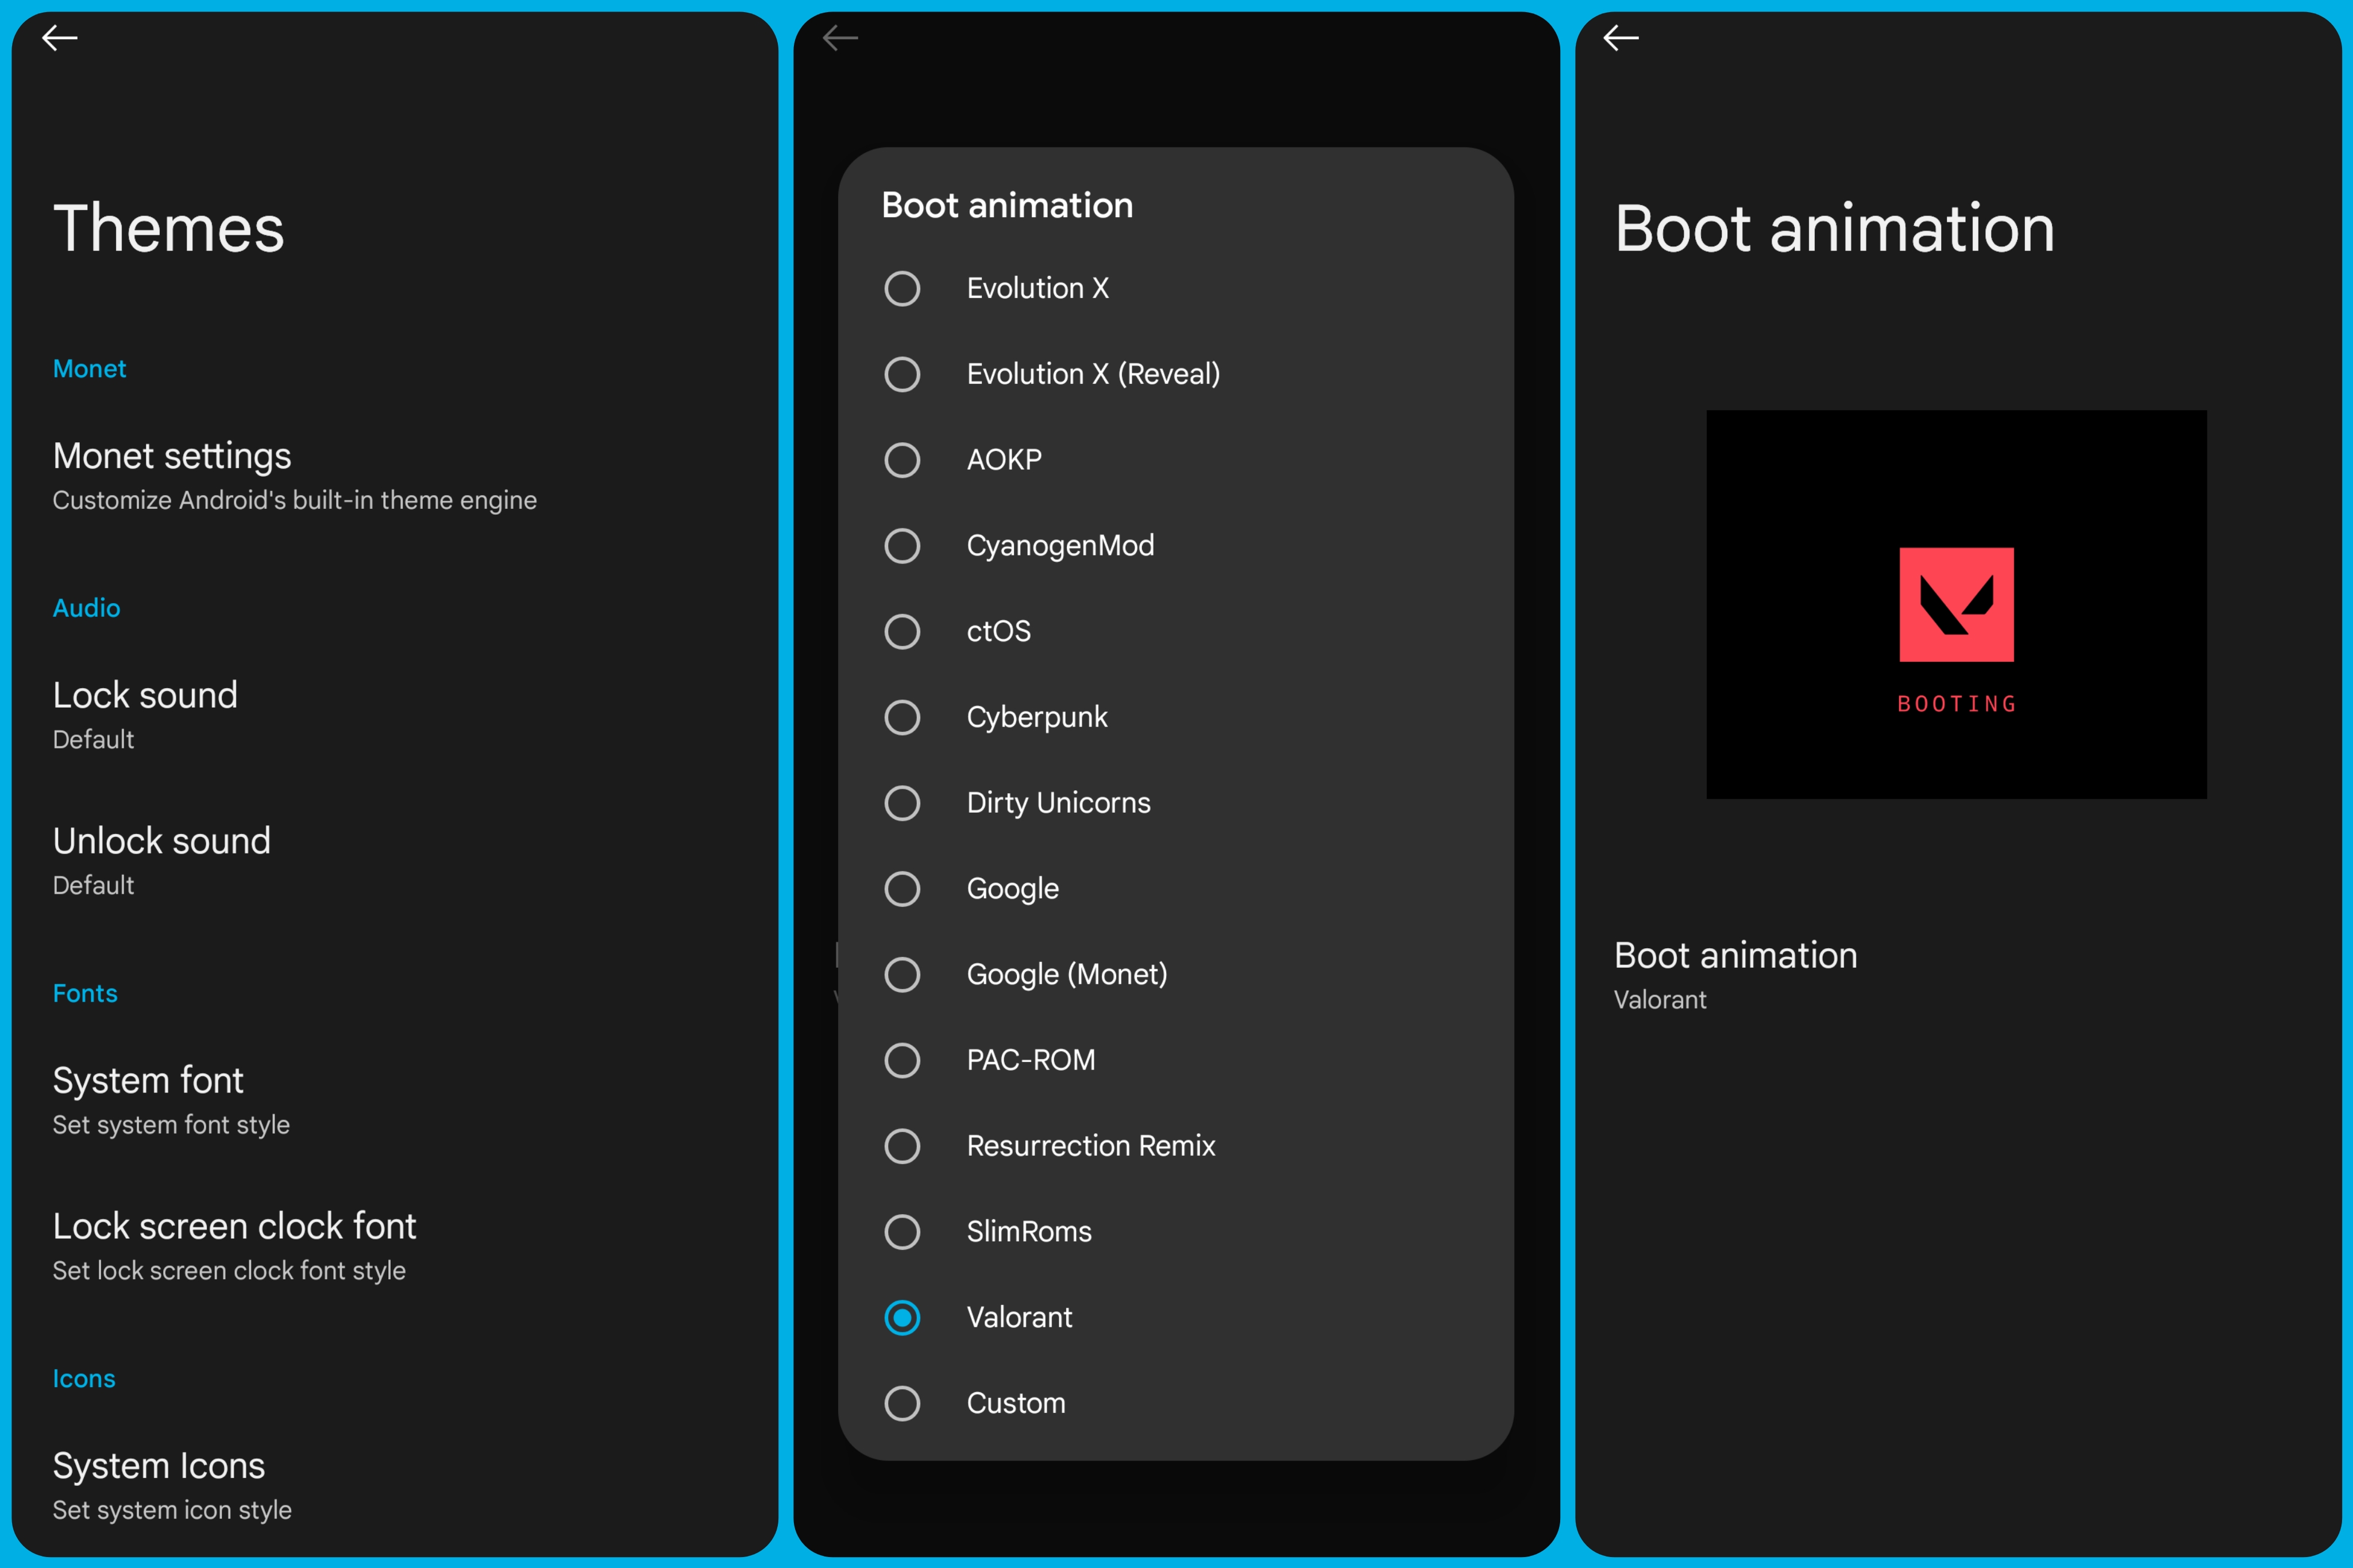 Themes
Monet
Monet settings
Customize Android's built-in theme engine
Audio
Lock sound
Default
Unlock sound
Default
Fonts
System font
Set system font style
Lock screen clock font
Set lock screen clock font style
Icons
System Icons
Set system icon style
Boot animation
Evolution X
Evolution X (Reveal)
AOKP
CyanogenMod
ctOS
Cyberpunk
Dirty Unicorns
Google
Google (Monet)
PAC-ROM
Resurrection Remix
SlimRoms
Valorant
Custom
Boot animation
BOOTING
Boot animation
Valorant